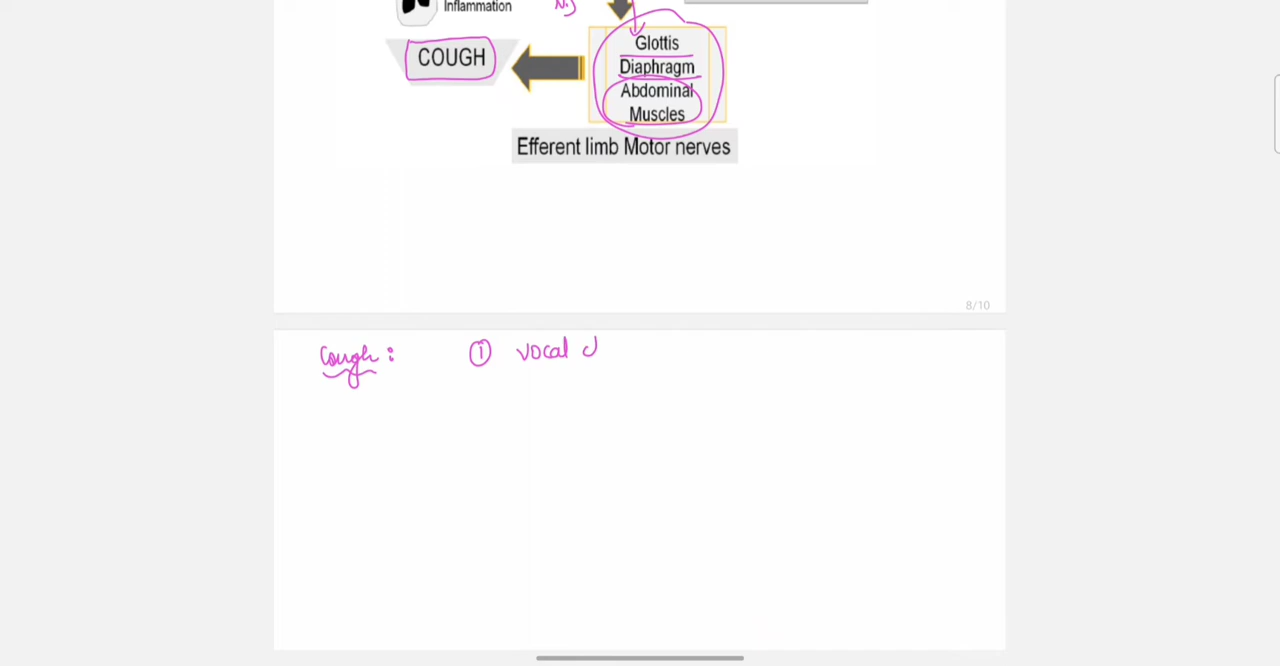 Inflammation
N.)
COUGH
Glottis
Diaphragm
Abdominal
Muscles
Efferent limb Motor nerves
8/10
Cough : ① vocal c